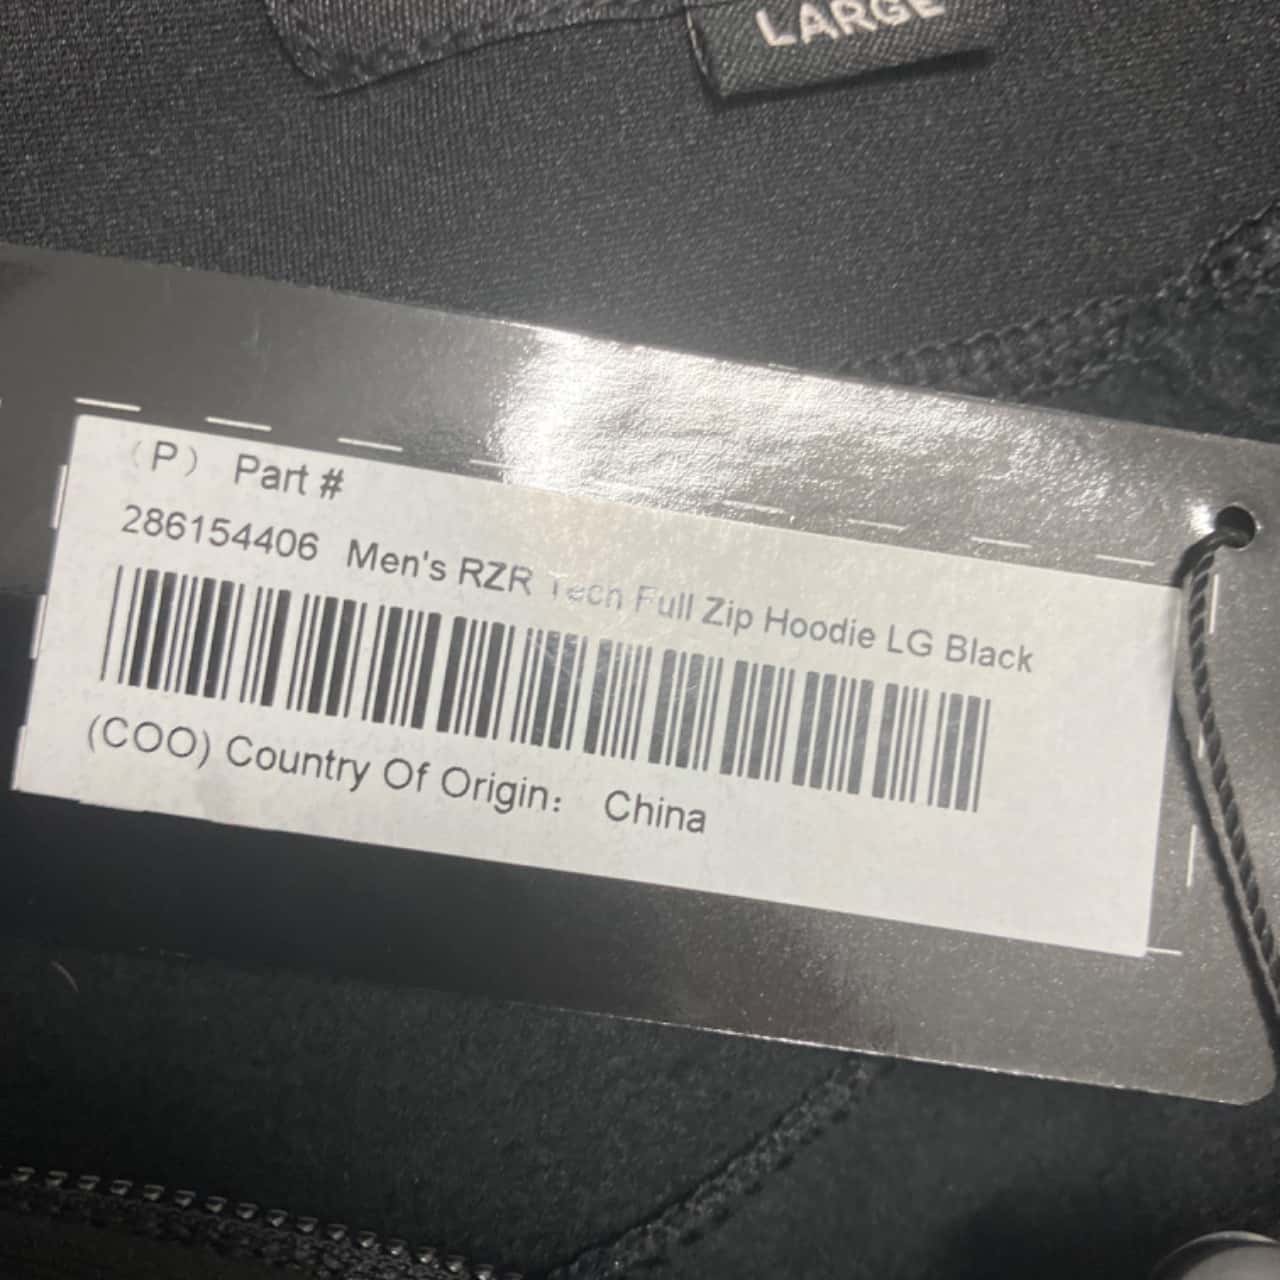 LARGE
(P) Part #
286154406 Men's RZR Tech Full Zip Hoodie LG Black
(COO) Country Of Origin: China